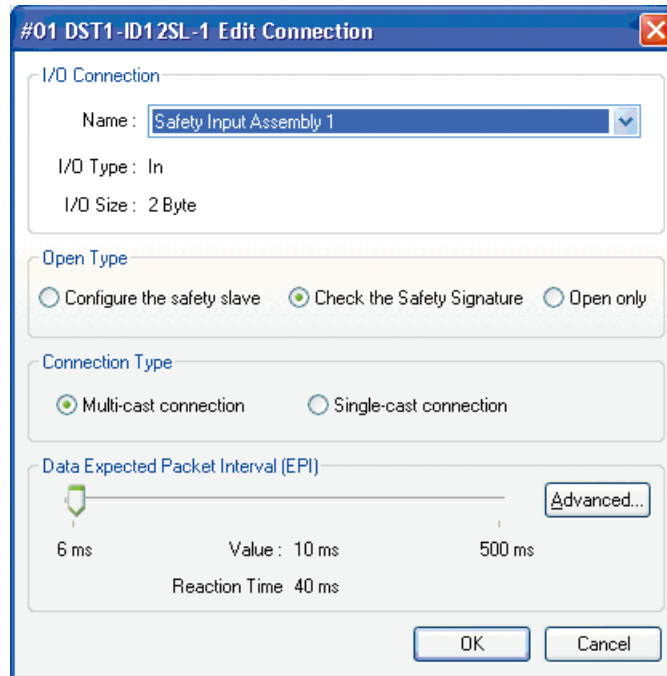 #01 DST1-ID12SL-1 Edit Connection
I/O Connection
Name : Safety Input Assembly 1
I/O Type : In
I/O Size : 2 Byte
Open Type
Configure the safety slave Check the Safety Signature Open only
Connection Type
Multi-cast connection Single-cast connection
Data Expected Packet Interval (EPI)
Advanced...
6 ms Value : 10 ms 500 ms
Reaction Time 40 ms
OK Cancel